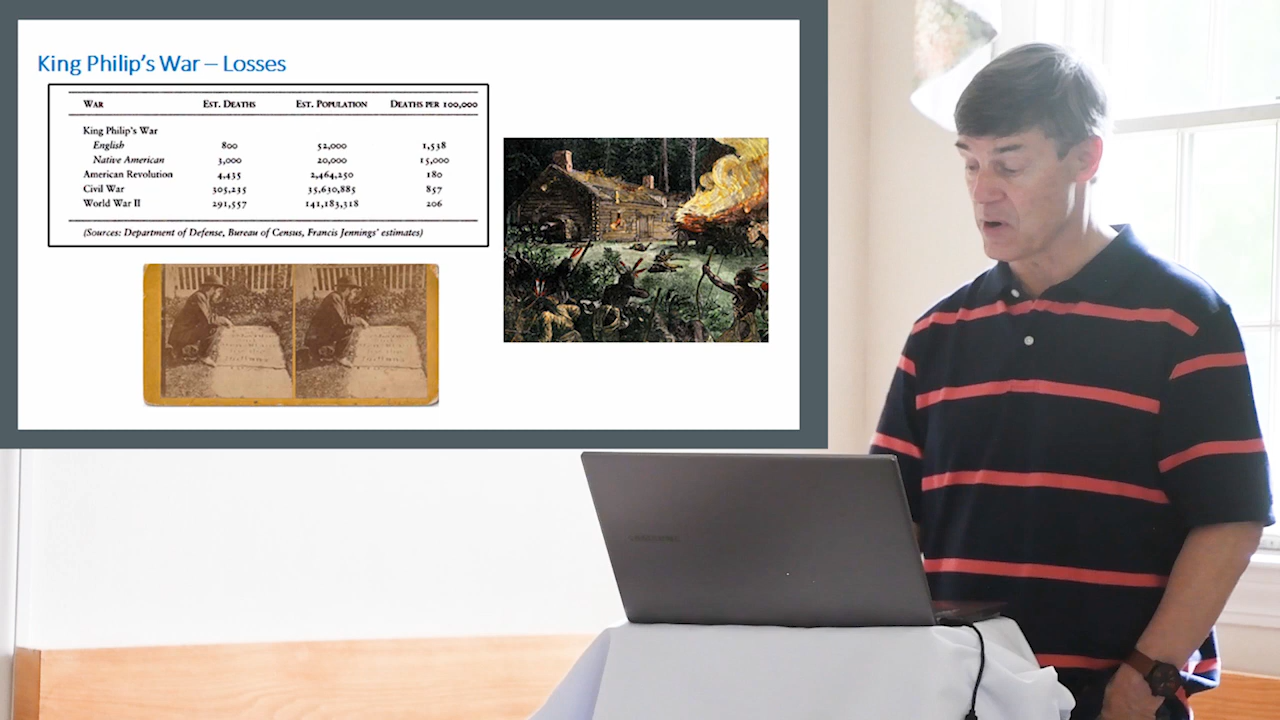 King Philip's War – Losses
WAR EST. DEATHS EST. POPULATION DEATHS PER 100,000
King Philip's War
English 800 52,000 1,538
Native American 3,000 20,000 15,000
American Revolution 4,435 2,464,250 180
Civil War 305,235 35,630,885 857
World War II 291,557 141,183,318 206
(Sources: Department of Defense, Bureau of Census, Francis Jennings' estimates)